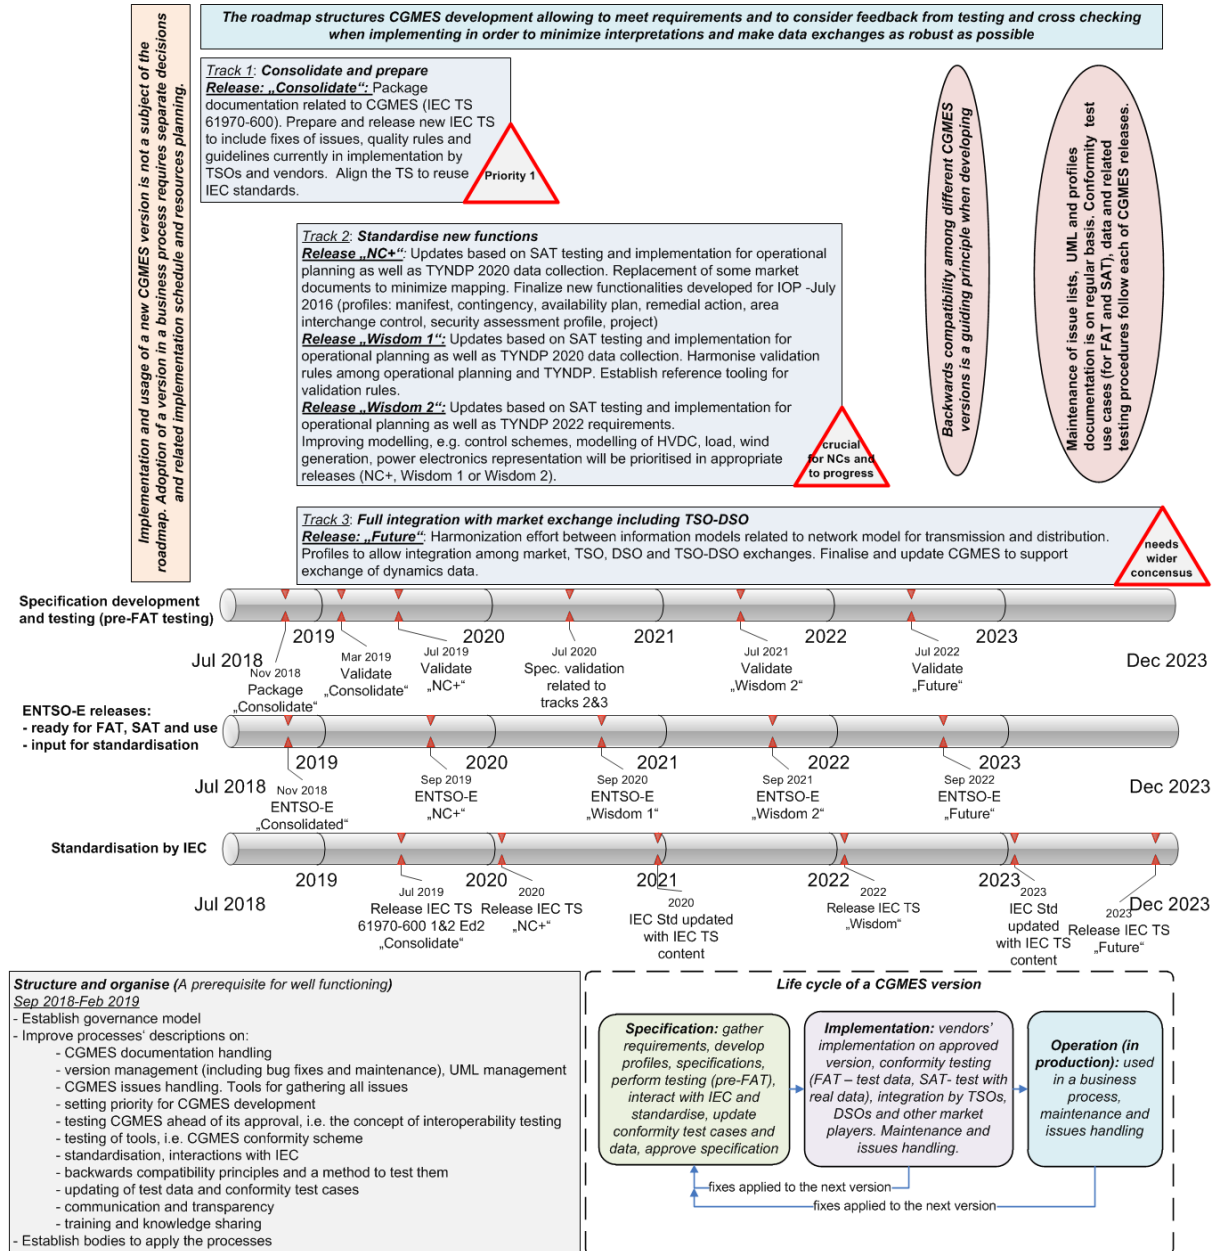 The roadmap structures CGMES development allowing to meet requirements and to consider feedback from testing and cross checking
when implementing in order to minimize interpretations and make data exchanges as robust as possible
Implementation and usage of a new CGMES version is not a subject of the
roadmap. Adoption of a version in a business process requires separate decisions
and related implementation schedule and resources planning.
Track 1: Consolidate and prepare
Release: „Consolidate“: Package
documentation related to CGMES (IEC TS
61970-600). Prepare and release new IEC TS
to include fixes of issues, quality rules and
guidelines currently in implementation by
TSOs and vendors. Align the TS to reuse
IEC standards.
Priority 1
Track 2: Standardise new functions
Release „NC+“: Updates based on SAT testing and implementation for operational
planning as well as TYNDP 2020 data collection. Replacement of some market
documents to minimize mapping. Finalize new functionalities developed for IOP -July
2016 (profiles: manifest, contingency, availability plan, remedial action, area
interchange control, security assessment profile, project)
Release „Wisdom 1“: Updates based on SAT testing and implementation for
operational planning as well as TYNDP 2020 data collection. Harmonise validation
rules among operational planning and TYNDP. Establish reference tooling for
validation rules.
Release „Wisdom 2“: Updates based on SAT testing and implementation for
operational planning as well as TYNDP 2022 requirements.
Improving modelling, e.g. control schemes, modelling of HVDC, load, wind
generation, power electronics representation will be prioritised in appropriate
releases (NC+, Wisdom 1 or Wisdom 2).
crucial
for NCs and
to progress
Backwards compatibility among different CGMES
versions is a guiding principle when developing
Maintenance of issue lists, UML and profiles
documentation is on regular basis. Conformity test
use cases (for FAT and SAT), data and related
testing procedures follow each of CGMES releases.
Track 3: Full integration with market exchange including TSO-DSO
Release: „Future“: Harmonization effort between information models related to network model for transmission and distribution.
Profiles to allow integration among market, TSO, DSO and TSO-DSO exchanges. Finalise and update CGMES to support
exchange of dynamics data.
needs
wider
concensus
Specification development
and testing (pre-FAT testing)
2019
2020
2021
2022
2023
Jul 2018
Dec 2023
Nov 2018
Package
„Consolidate“
Mar 2019
Validate
„Consolidate“
Jul 2019
Validate
„NC+“
Jul 2020
Spec. validation
related to
tracks 2&3
Jul 2021
Validate
„Wisdom 2“
Jul 2022
Validate
„Future“
ENTSO-E releases:
- ready for FAT, SAT and use
- input for standardisation
2019
2020
2021
2022
2023
Jul 2018
Dec 2023
Nov 2018
ENTSO-E
„Consolidated“
Sep 2019
ENTSO-E
„NC+“
Sep 2020
ENTSO-E
„Wisdom 1“
Sep 2021
ENTSO-E
„Wisdom 2“
Sep 2022
ENTSO-E
„Future“
Standardisation by IEC
2019
2020
2021
2022
2023
Jul 2018
Dec 2023
Jul 2019
Release IEC TS
61970-600 1&2 Ed2
„Consolidate“
2020
Release IEC TS
„NC+“
2020
IEC Std updated
with IEC TS
content
2022
Release IEC TS
„Wisdom“
2023
IEC Std
updated
with IEC TS
content
2023
Release IEC TS
„Future“
Structure and organise (A prerequisite for well functioning)
Sep 2018-Feb 2019
- Establish governance model
- Improve processes‘ descriptions on:
- CGMES documentation handling
- version management (including bug fixes and maintenance), UML management
- CGMES issues handling. Tools for gathering all issues
- setting priority for CGMES development
- testing CGMES ahead of its approval, i.e. the concept of interoperability testing
- testing of tools, i.e. CGMES conformity scheme
- standardisation, interactions with IEC
- backwards compatibility principles and a method to test them
- updating of test data and conformity test cases
- communication and transparency
- training and knowledge sharing
- Establish bodies to apply the processes
Life cycle of a CGMES version
Specification: gather
requirements, develop
profiles, specifications,
perform testing (pre-FAT),
interact with IEC and
standardise, update
conformity test cases and
data, approve specification
Implementation: vendors’
implementation on approved
version, conformity testing
(FAT – test data, SAT- test with
real data), integration by TSOs,
DSOs and other market
players. Maintenance and
issues handling.
Operation (in
production): used
in a business
process,
maintenance and
issues handling
fixes applied to the next version
fixes applied to the next version